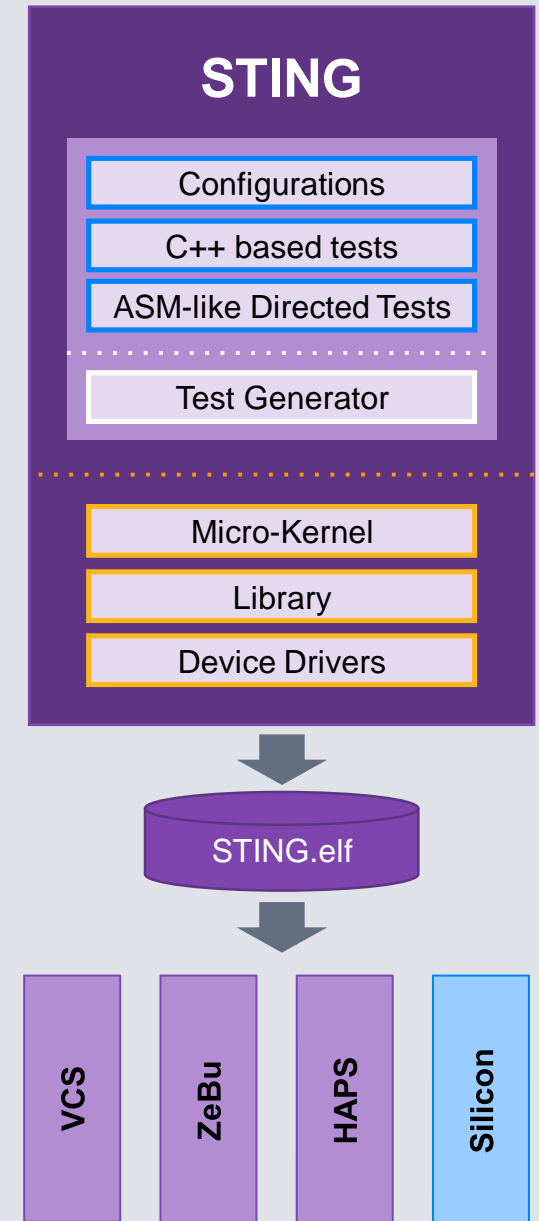 STING
Configurations
C++ based tests
ASM-like Directed Tests
Test Generator
Micro-Kernel
Library
Device Drivers
STING.elf
VCS
ZeBu
HAPS
Silicon